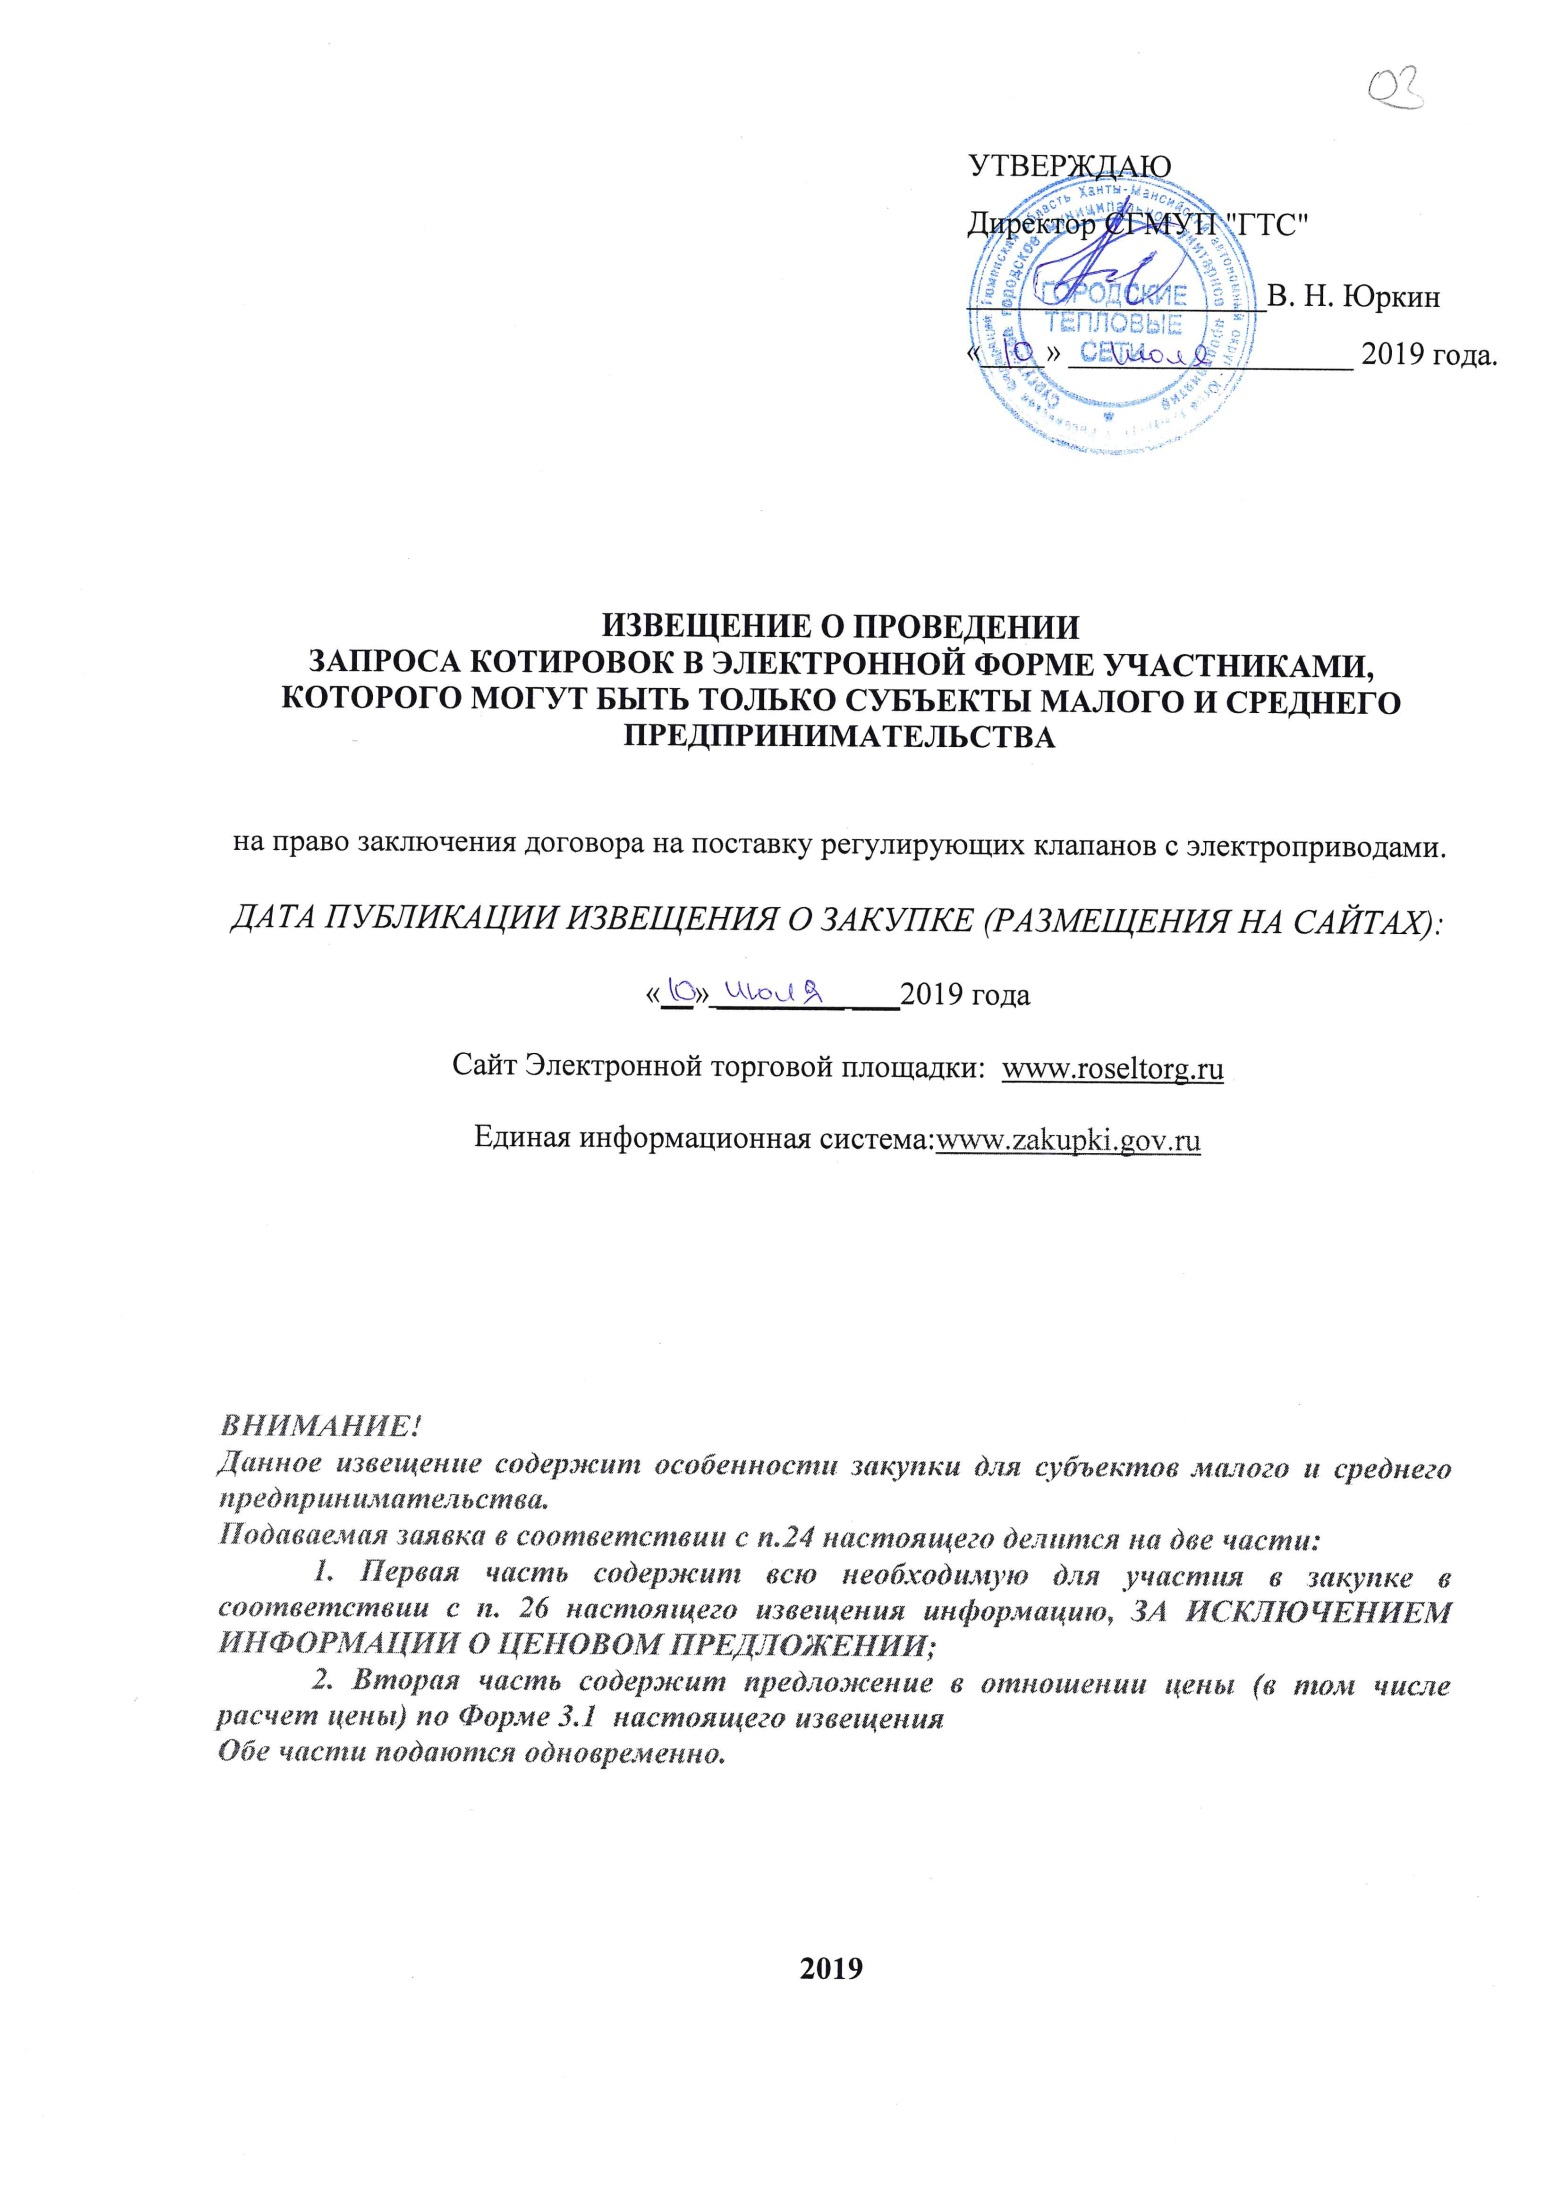 03
УТВЕРЖДАЮ
Директор СГМУП "ГТС"
В. Н. Юркин
« 10 » июля 2019 года.
ГОРОДСКИЕ
ТЕПЛОВЫЕ
СЕТИ
ИЗВЕЩЕНИЕ О ПРОВЕДЕНИИ
ЗАПРОСА КОТИРОВОК В ЭЛЕКТРОННОЙ ФОРМЕ УЧАСТНИКАМИ,
КОТОРОГО МОГУТ БЫТЬ ТОЛЬКО СУБЪЕКТЫ МАЛОГО И СРЕДНЕГО
ПРЕДПРИНИМАТЕЛЬСТВА
на право заключения договора на поставку регулирующих клапанов с электроприводами.
ДАТА ПУБЛИКАЦИИ ИЗВЕЩЕНИЯ О ЗАКУПКЕ (РАЗМЕЩЕНИЯ НА САЙТАХ):
«10» июля 2019 года
Сайт Электронной торговой площадки: www.roseltorg.ru
Единая информационная система:www.zakupki.gov.ru
ВНИМАНИЕ!
Данное извещение содержит особенности закупки для субъектов малого и среднего
предпринимательства.
Подаваемая заявка в соответствии с п.24 настоящего делится на две части:
1. Первая часть содержит всю необходимую для участия в закупке в
соответствии с п. 26 настоящего извещения информацию, ЗА ИСКЛЮЧЕНИЕМ
ИНФОРМАЦИИ О ЦЕНОВОМ ПРЕДЛОЖЕНИИ;
2. Вторая часть содержит предложение в отношении цены (в том числе
расчет цены) по Форме 3.1 настоящего извещения
Обе части подаются одновременно.
2019